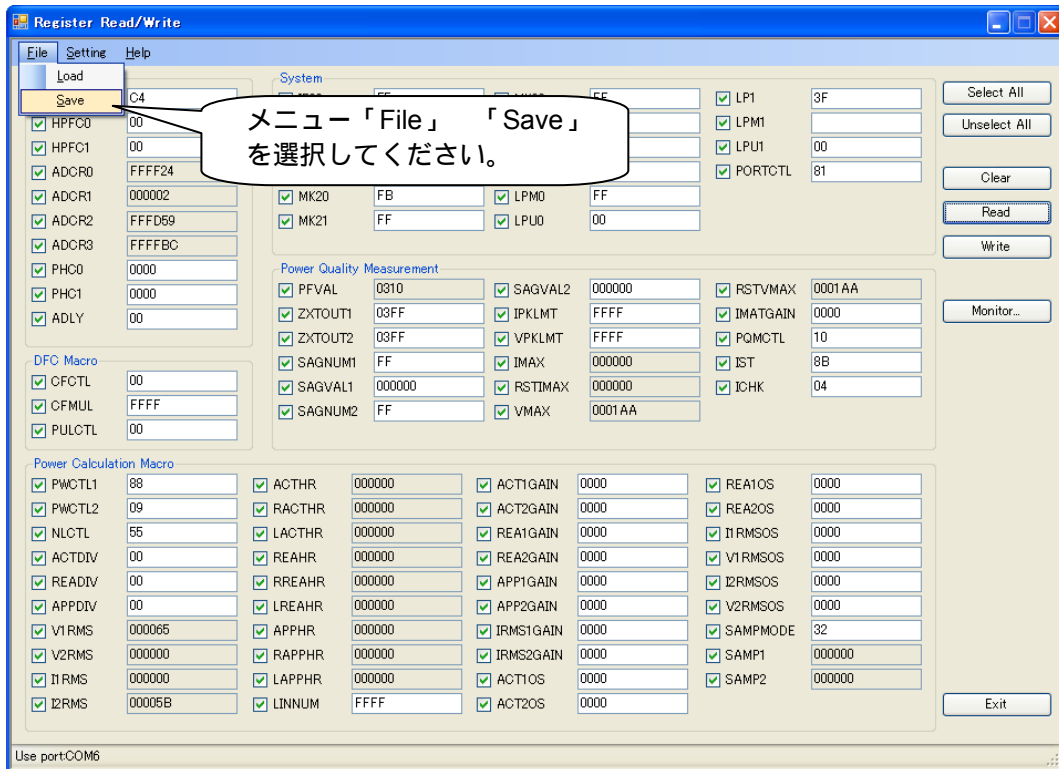 Register Read/Write
File Setting Help
Load
Save
C4
HPFC0 00
HPFC1 00
ADCR0 FFFF24
ADCR1 000002
ADCR2 FFFD59
ADCR3 FFFFBC
PHC0 0000
PHC1 0000
ADLY 00
メニュー「File」 「Save」
を選択してください。
System
LP1 3F
LPM1
LPU1 00
MK20 FB LPM0 FF PORTCTL 81
MK21 FF LPU0 00
Select All
Unselect All
Clear
Read
Write
Monitor...
DFC Macro
CFCTL 00
CFMUL FFFF
PULCTL 00
Power Quality Measurement
PFVAL 0310 SAGVAL2 000000 RSTVMAX 0001AA
ZXTOUT1 03FF IPKLMT FFFF IMATGAIN 0000
ZXTOUT2 03FF VPKLMT FFFF PQMCTL 10
SAGNUM1 FF IMAX 000000 IST 8B
SAGVAL1 000000 RSTIMAX 000000 ICHK 04
SAGNUM2 FF VMAX 0001AA
Power Calculation Macro
PWCTL1 88 ACTHR 000000 ACT1GAIN 0000 REA1OS 0000
PWCTL2 09 RACTHR 000000 ACT2GAIN 0000 REA2OS 0000
NLCTL 55 LACTHR 000000 REA1GAIN 0000 I1RMSOS 0000
ACTDIV 00 REAHR 000000 REA2GAIN 0000 V1RMSOS 0000
READIV 00 RREAHR 000000 APP1GAIN 0000 I2RMSOS 0000
APPDIV 00 LREAHR 000000 APP2GAIN 0000 V2RMSOS 0000
V1RMS 000065 APPHR 000000 IRMS1GAIN 0000 SAMPMODE 32
V2RMS 000000 RAPPHR 000000 IRMS2GAIN 0000 SAMP1 000000
I1RMS 000000 LAPPHR 000000 ACT1OS 0000 SAMP2 000000
I2RMS 00005B LINNUM FFFF ACT2OS 0000
Exit
Use port:COM6